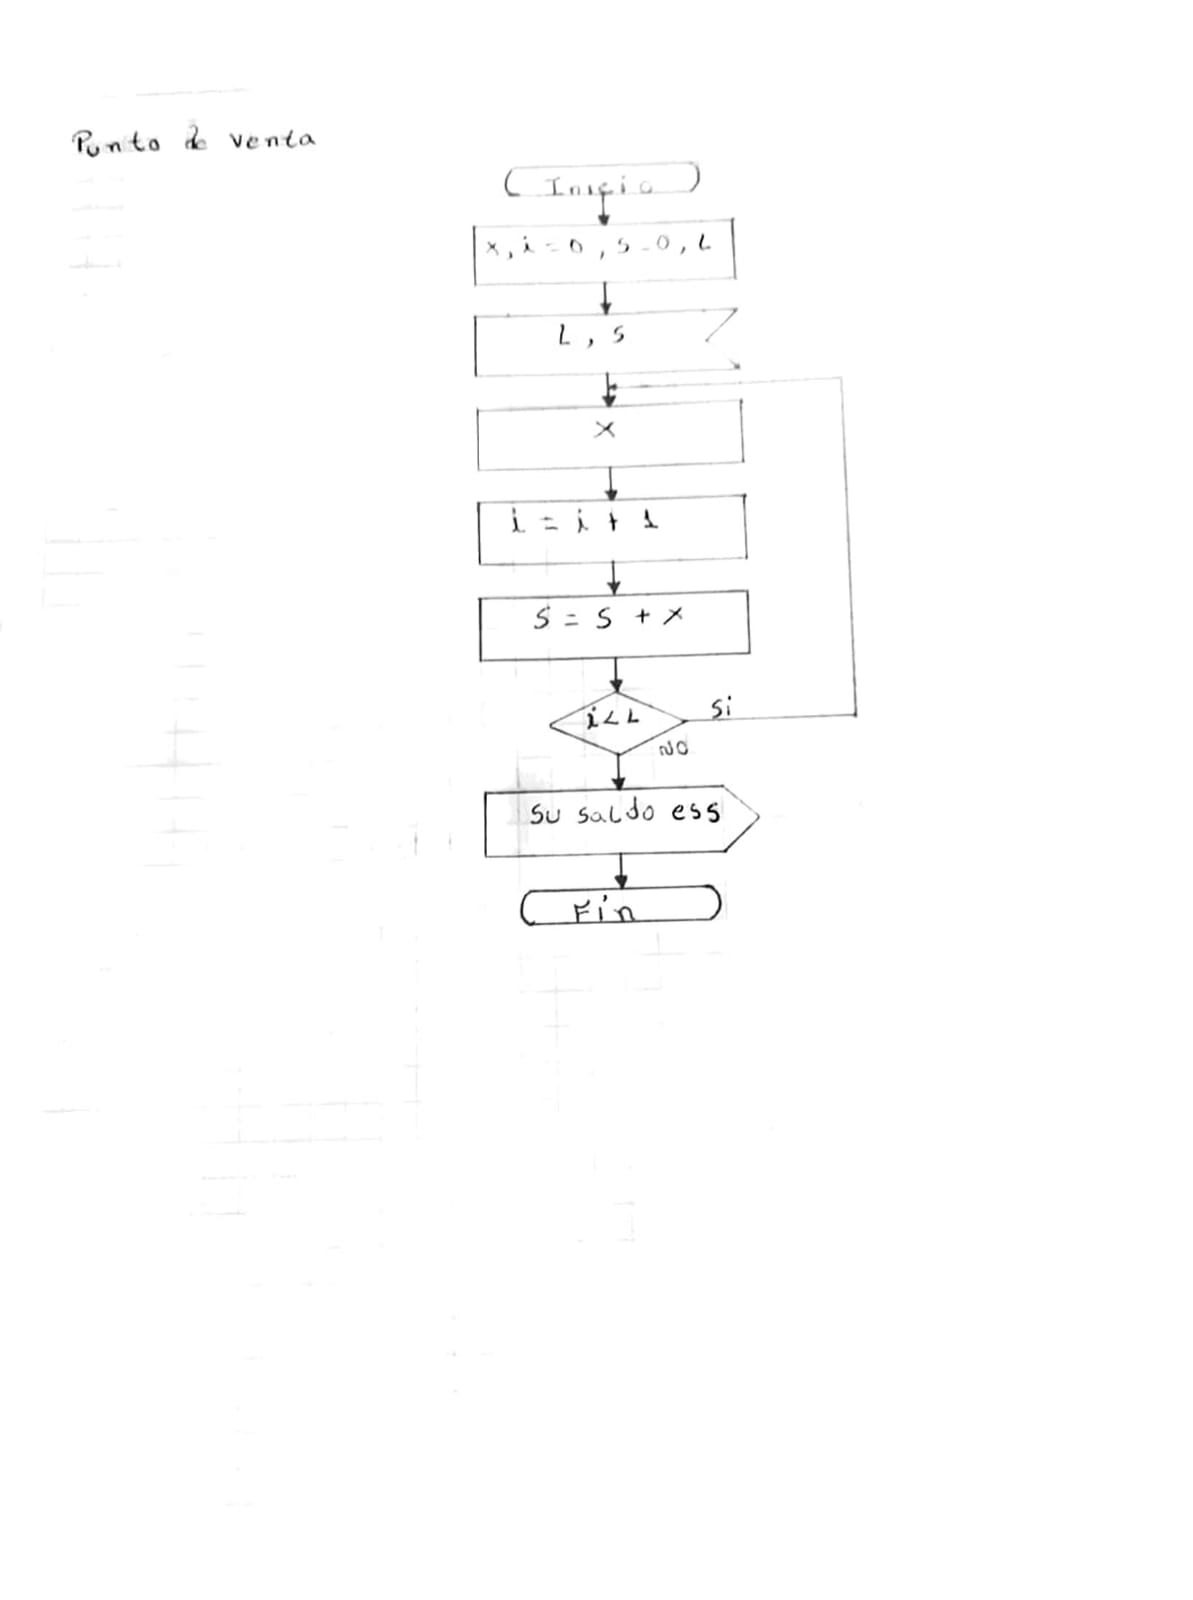 Punto de venta
Inicio
x, i = 0, s - 0, L
L, s
x
i = i + 1
S = S + x
i < L
Si
NO
Su saldo ess
Fin